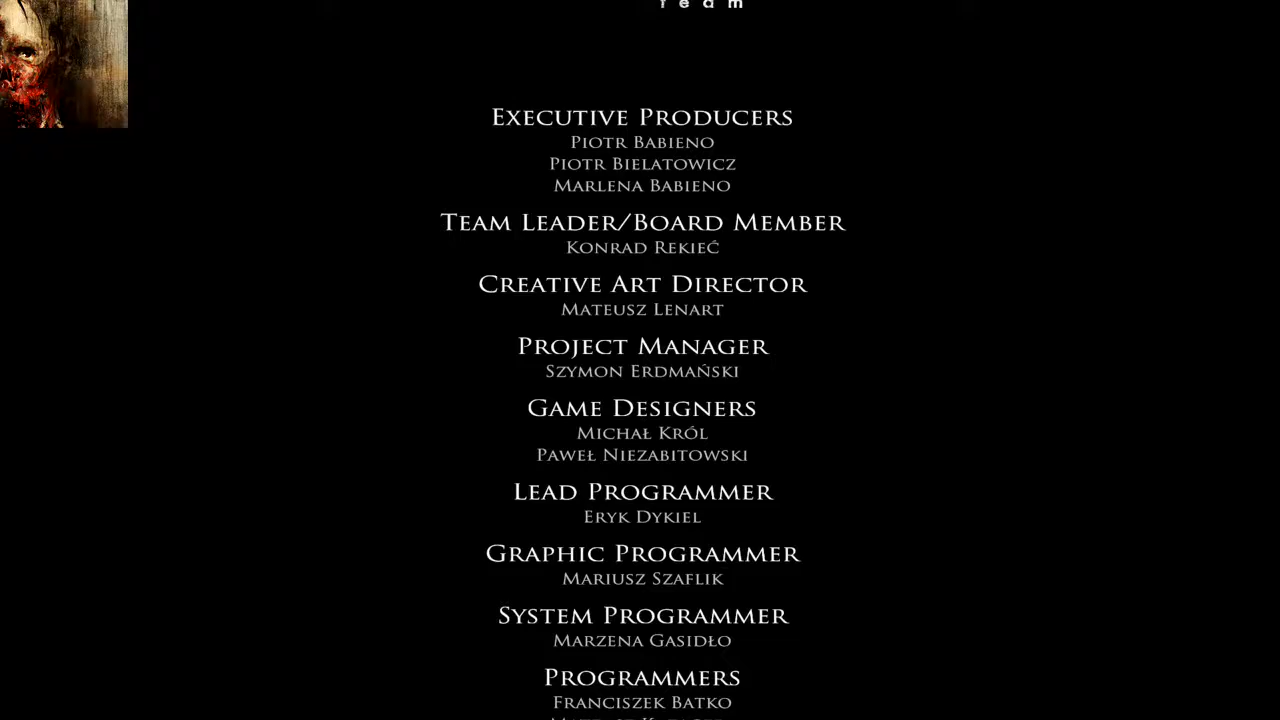 Team
Executive Producers
Piotr Babieno
Piotr Bielatowicz
Marlena Babieno
Team Leader/Board Member
Konrad Rekieć
Creative Art Director
Mateusz Lenart
Project Manager
Szymon Erdmański
Game Designers
Michał Król
Paweł Niezabitowski
Lead Programmer
Eryk Dykiel
Graphic Programmer
Mariusz Szaflik
System Programmer
Marzena Gasidło
Programmers
Franciszek Batko